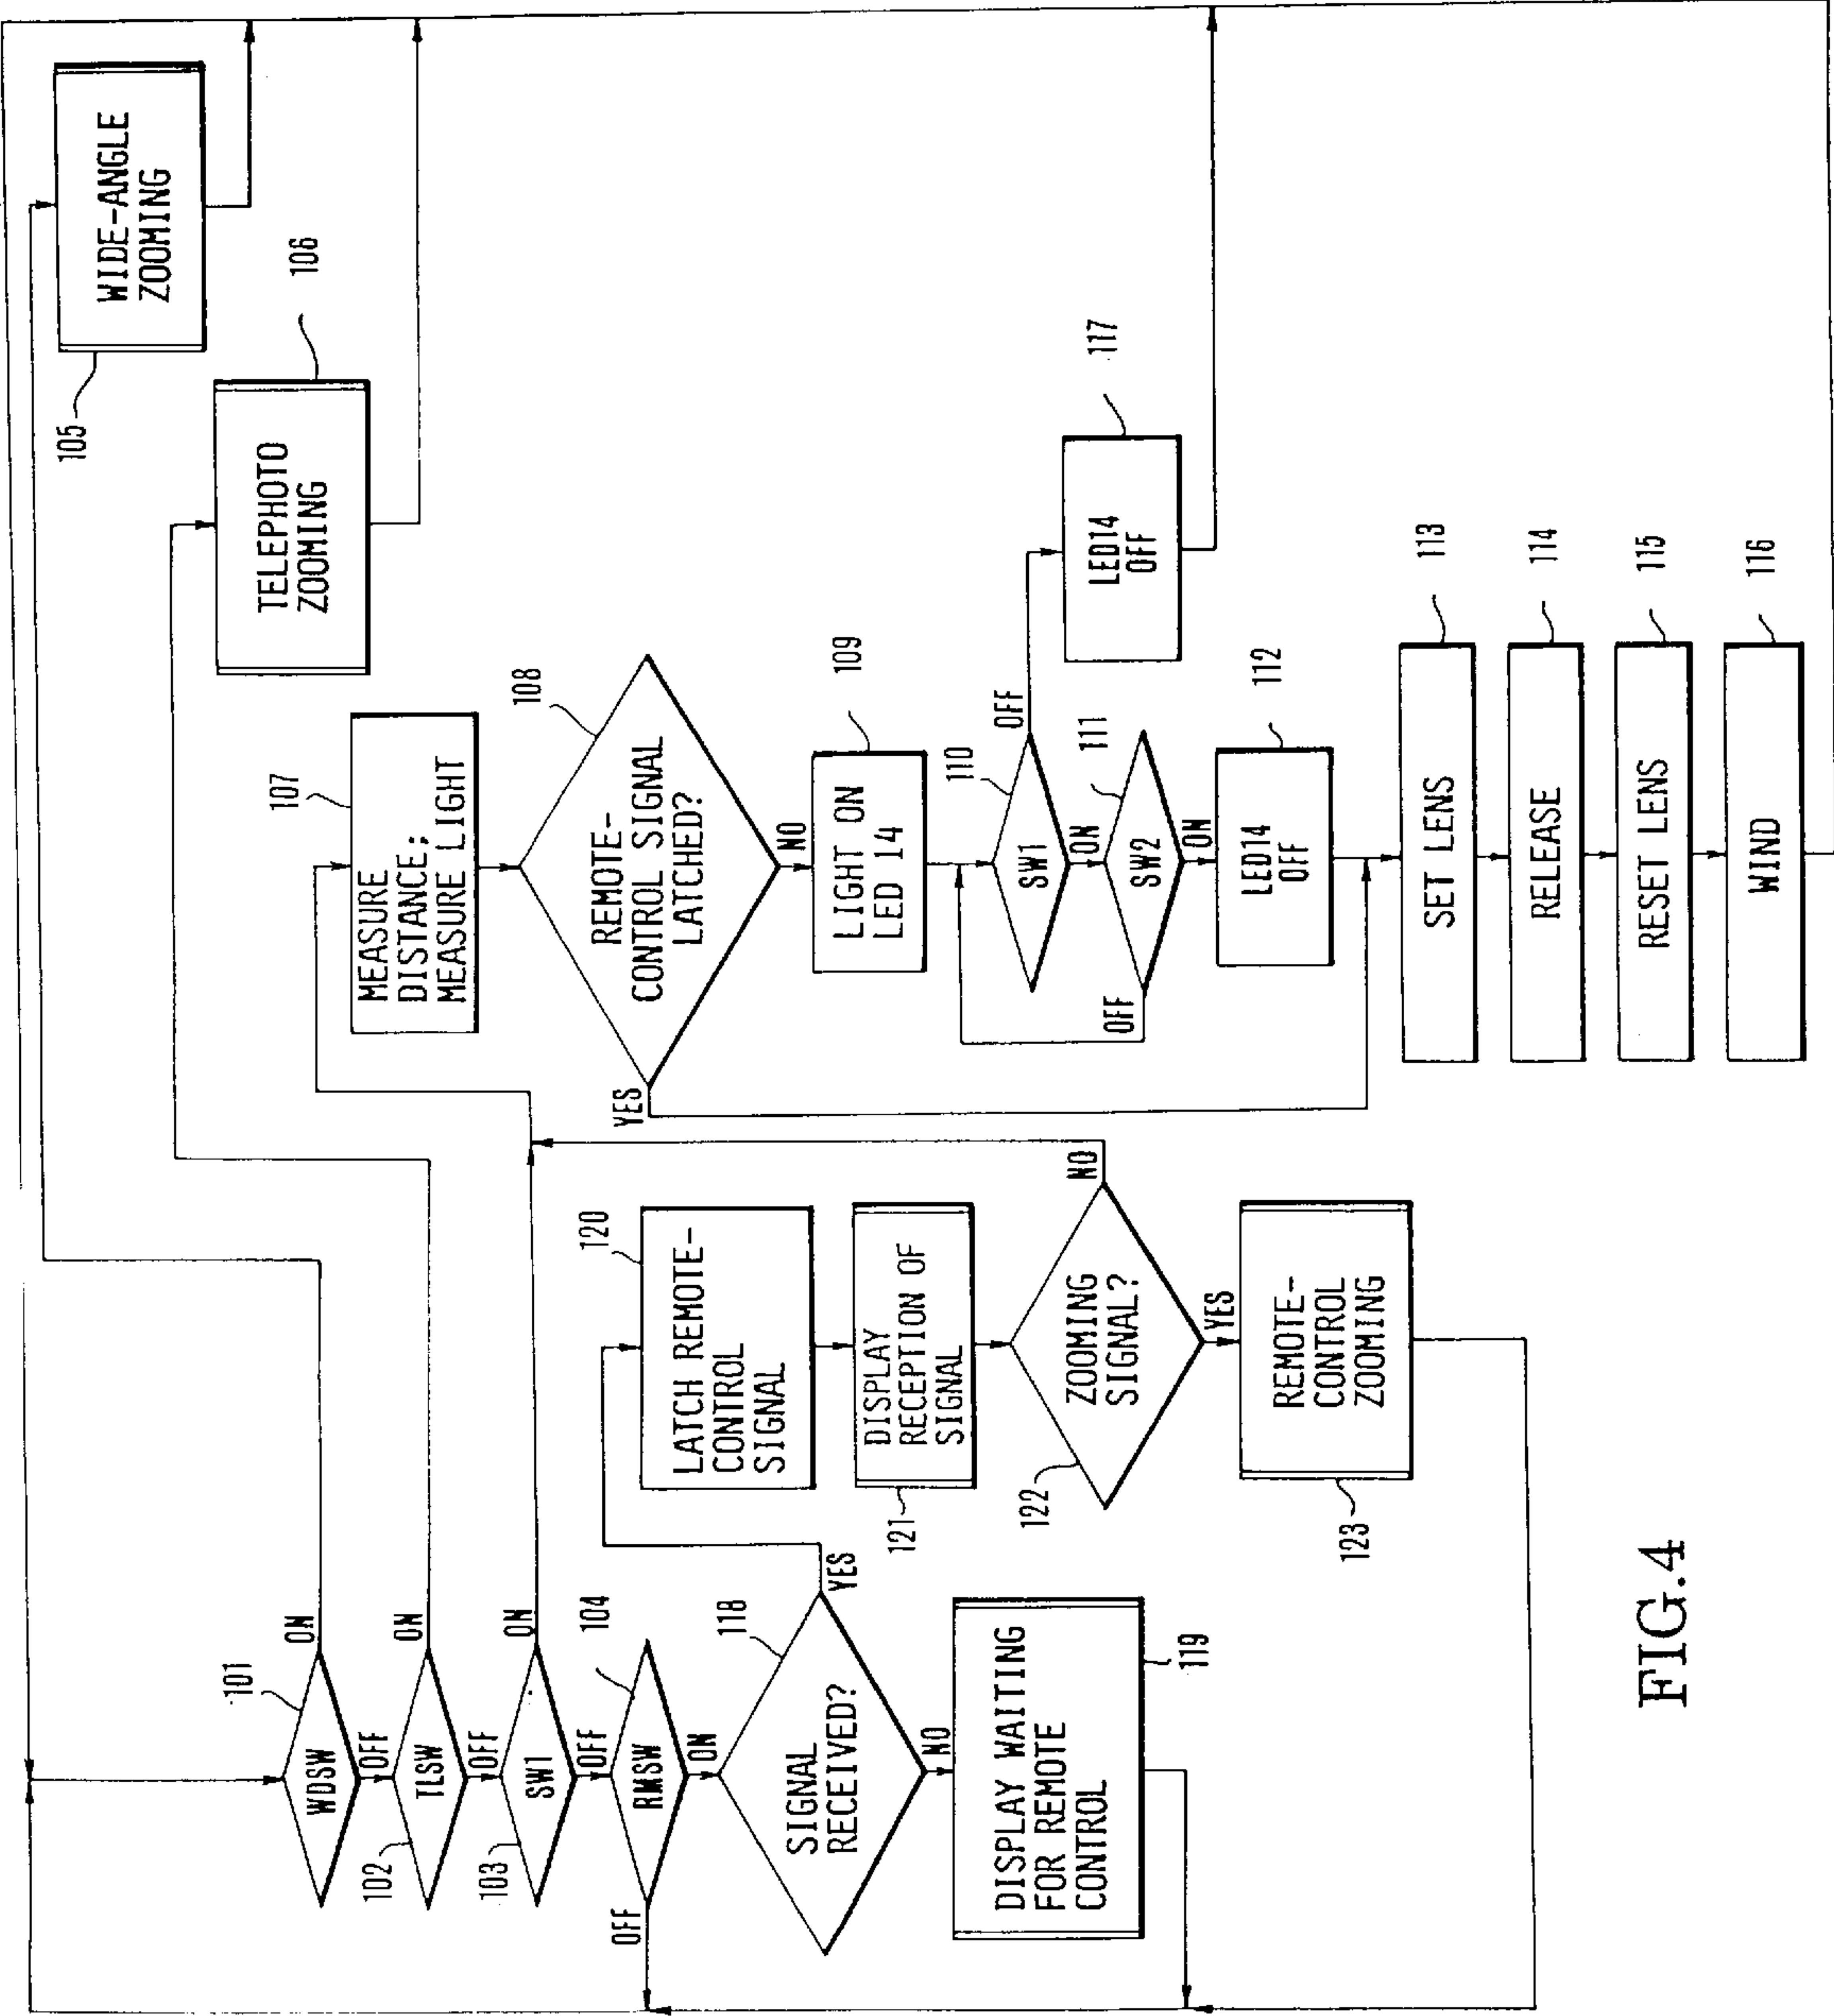 101
WDSW
ON
OFF
102
TLSW
ON
OFF
103
SW1
ON
OFF
104
RMSW
OFF
ON
118
SIGNAL
RECEIVED?
YES
NO
DISPLAY WAITING
FOR REMOTE
CONTROL
119
120
LATCH REMOTE-
CONTROL
SIGNAL
121
DISPLAY
RECEPTION OF
SIGNAL
122
ZOOMING
SIGNAL?
NO
YES
REMOTE-
CONTROL
ZOOMING
123
107
MEASURE
DISTANCE;
MEASURE LIGHT
108
REMOTE-
CONTROL SIGNAL
LATCHED?
YES
NO
109
LIGHT ON
LED 14
110
SW1
OFF
ON
111
SW2
OFF
ON
112
LED14
OFF
SET LENS
113
RELEASE
114
RESET LENS
115
WIND
116
117
LED14
OFF
106
TELEPHOTO
ZOOMING
105
WIDE-ANGLE
ZOOMING
FIG.4